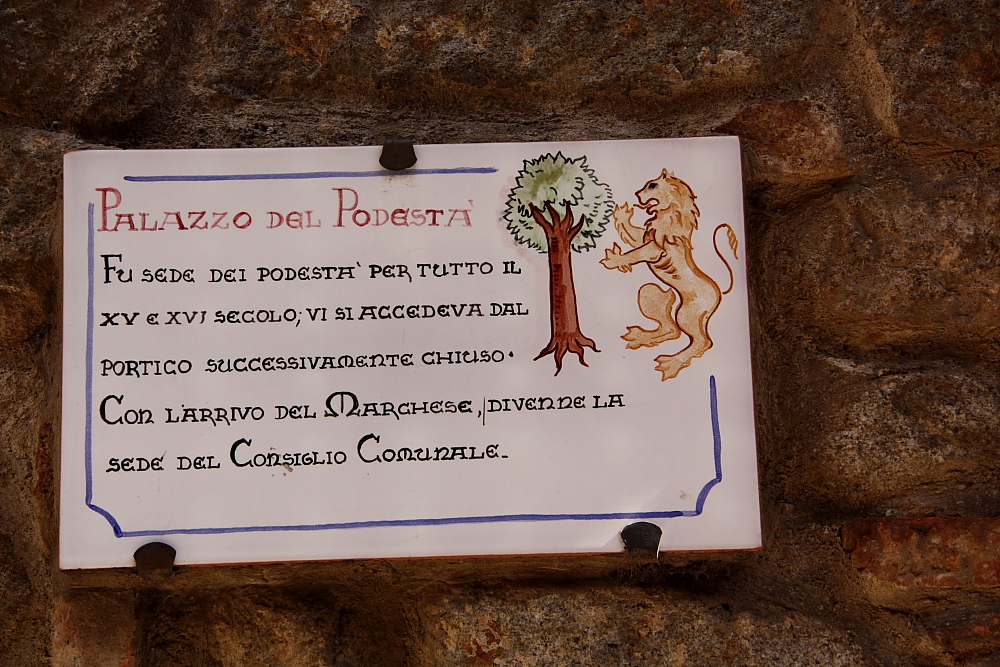 Palazzo del Podestà
Fu sede dei podestà per tutto il
XV e XVI secolo; vi si accedeva dal
portico successivamente chiuso.
Con l'arrivo del Marchese, divenne la
sede del Consiglio Comunale.